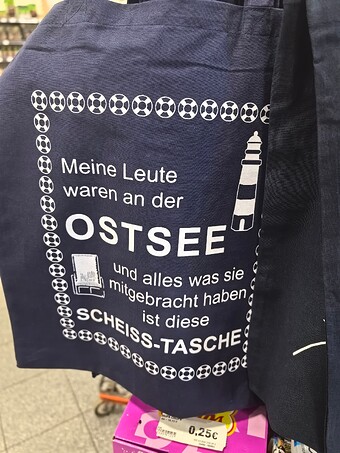 Meine Leute
waren an der
OSTSEE
und alles was sie
mitgebracht haben
ist diese
SCHEISS-TASCHE
0,25€